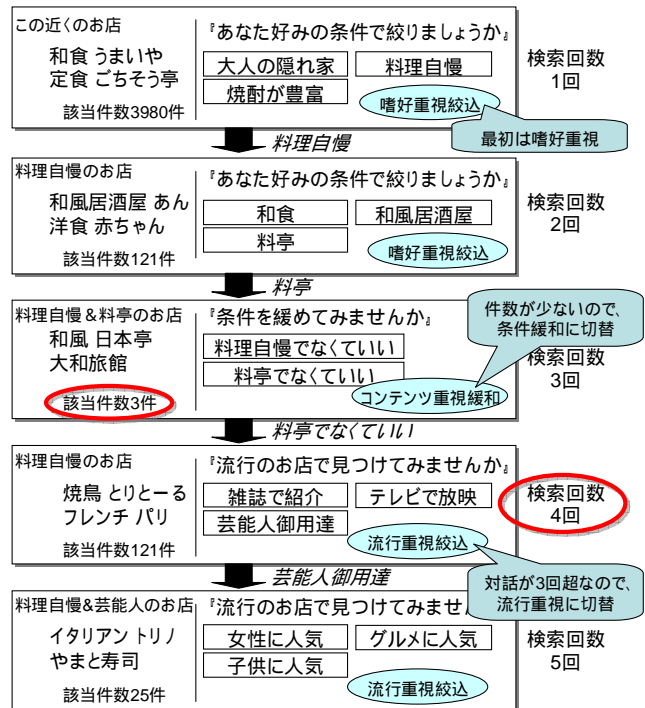 この近くのお店
和食 うまいや
定食 ごちそう亭
該当件数3980件
『あなた好みの条件で絞りましょうか』
大人の隠れ家
料理自慢
焼酎が豊富
嗜好重視絞込
検索回数
1回
最初は嗜好重視
料理自慢
料理自慢のお店
和風居酒屋 あん
洋食 赤ちゃん
該当件数121件
『あなた好みの条件で絞りましょうか』
和食
和風居酒屋
料亭
嗜好重視絞込
検索回数
2回
料亭
料理自慢&料亭のお店
和風 日本亭
大和旅館
該当件数3件
『条件を緩めてみませんか』
料理自慢でなくていい
料亭でなくていい
コンテンツ重視緩和
件数が少ないので、
条件緩和に切替
検索回数
3回
料亭でなくていい
料理自慢のお店
焼鳥 とりとーる
フレンチ パリ
該当件数121件
『流行のお店で見つけてみませんか』
雑誌で紹介
テレビで放映
芸能人御用達
流行重視絞込
検索回数
4回
対話が3回超なので、
流行重視に切替
芸能人御用達
料理自慢&芸能人のお店
イタリアン トリノ
やまと寿司
該当件数25件
『流行のお店で見つけてみませ
女性に人気
グルメに人気
子供に人気
流行重視絞込
検索回数
5回